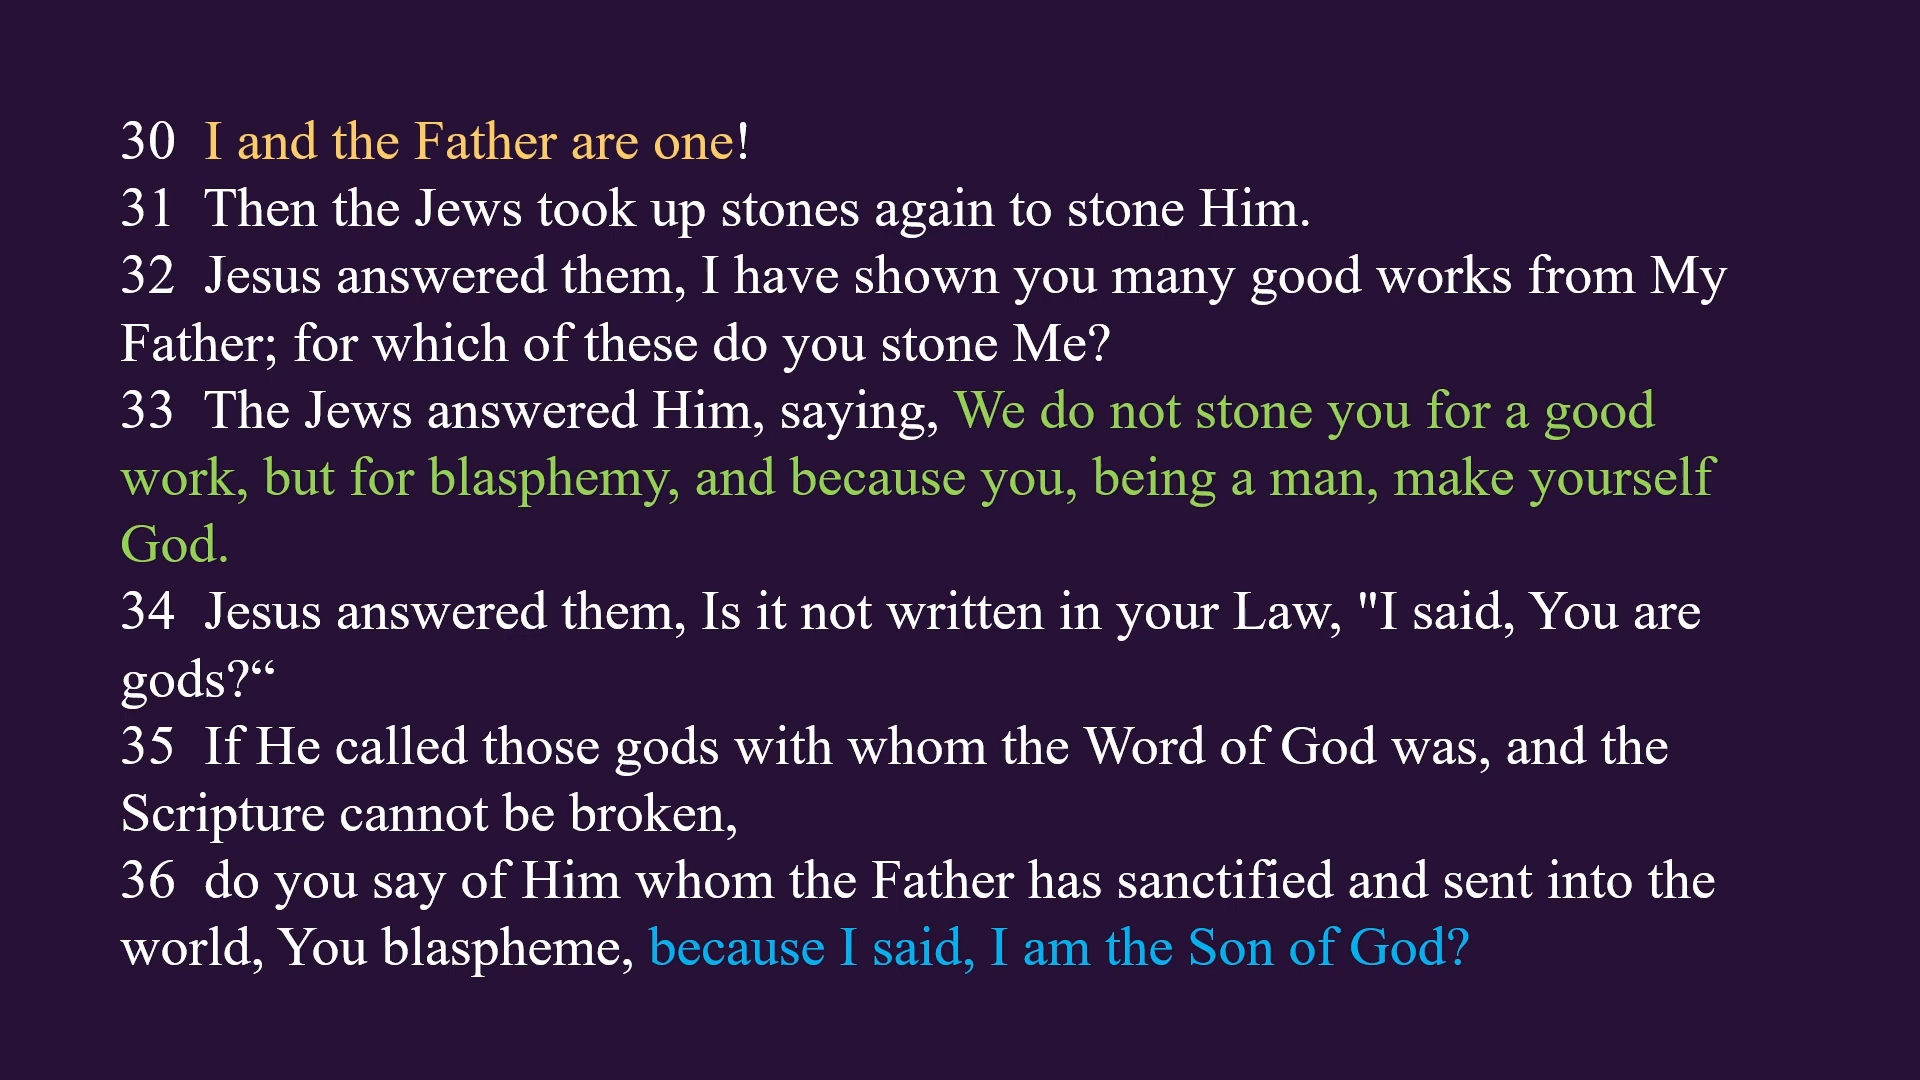 30  I and the Father are one!
31  Then the Jews took up stones again to stone Him.
32  Jesus answered them, I have shown you many good works from My
Father; for which of these do you stone Me?
33  The Jews answered Him, saying, We do not stone you for a good
work, but for blasphemy, and because you, being a man, make yourself
God.
34  Jesus answered them, Is it not written in your Law, "I said, You are
gods?“
35  If He called those gods with whom the Word of God was, and the
Scripture cannot be broken,
36  do you say of Him whom the Father has sanctified and sent into the
world, You blaspheme, because I said, I am the Son of God?